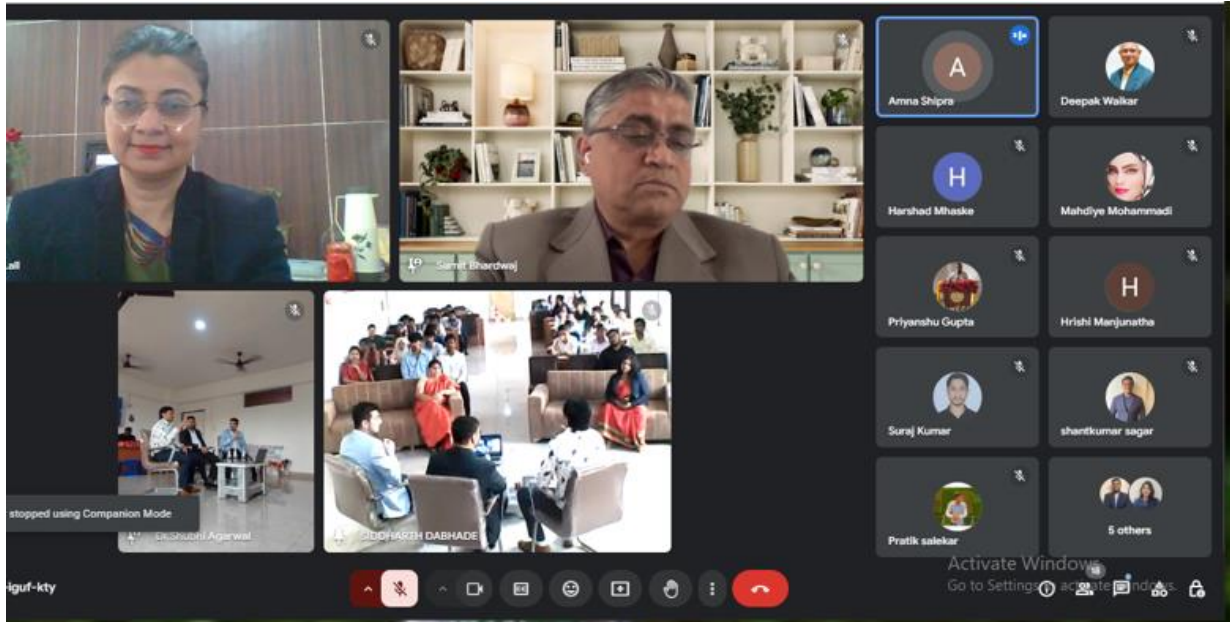 all
Samit Bhardwaj
A
Amna Shipra
Deepak Walkar
H
Harshad Mhaske
Mahdiye Mohammadi
Priyanshu Gupta
H
Hrishi Manjunatha
Suraj Kumar
shantkumar sagar
Pratik salekar
5 others
stopped using Companion Mode
Dr.Shubhi Agarwal
SIDDHARTH DABHADE
Activate Windows
Go to Settings to activate Windows.
-iguf-kty